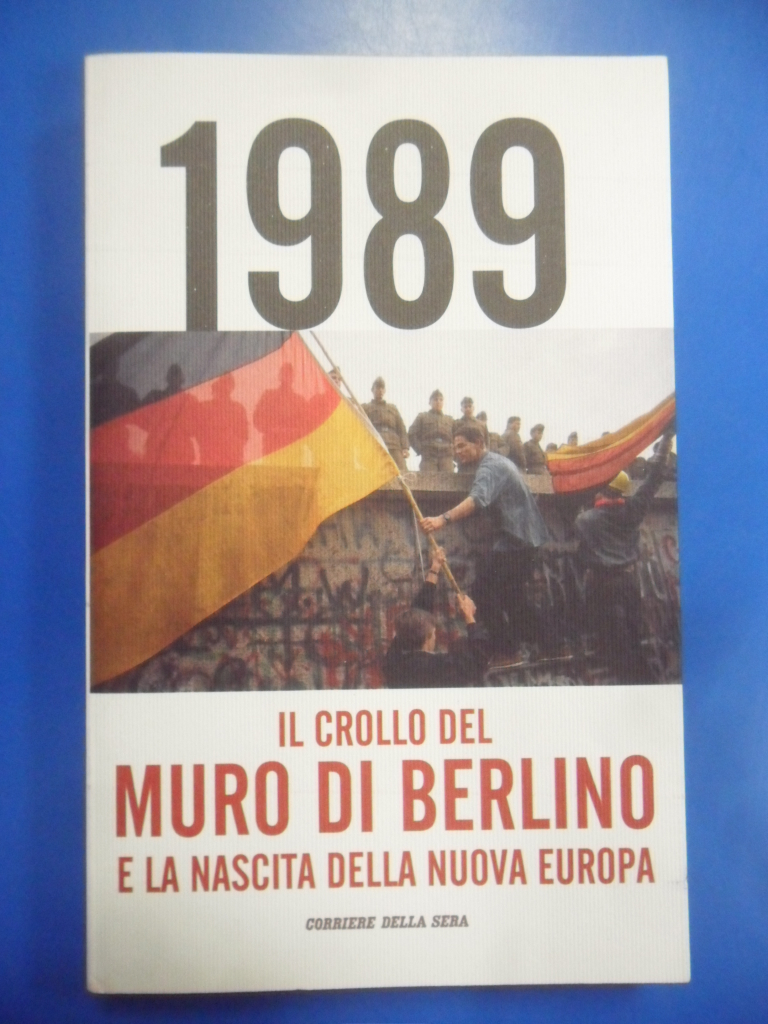 1989
IL CROLLO DEL
MURO DI BERLINO
E LA NASCITA DELLA NUOVA EUROPA
CORRIERE DELLA SERA